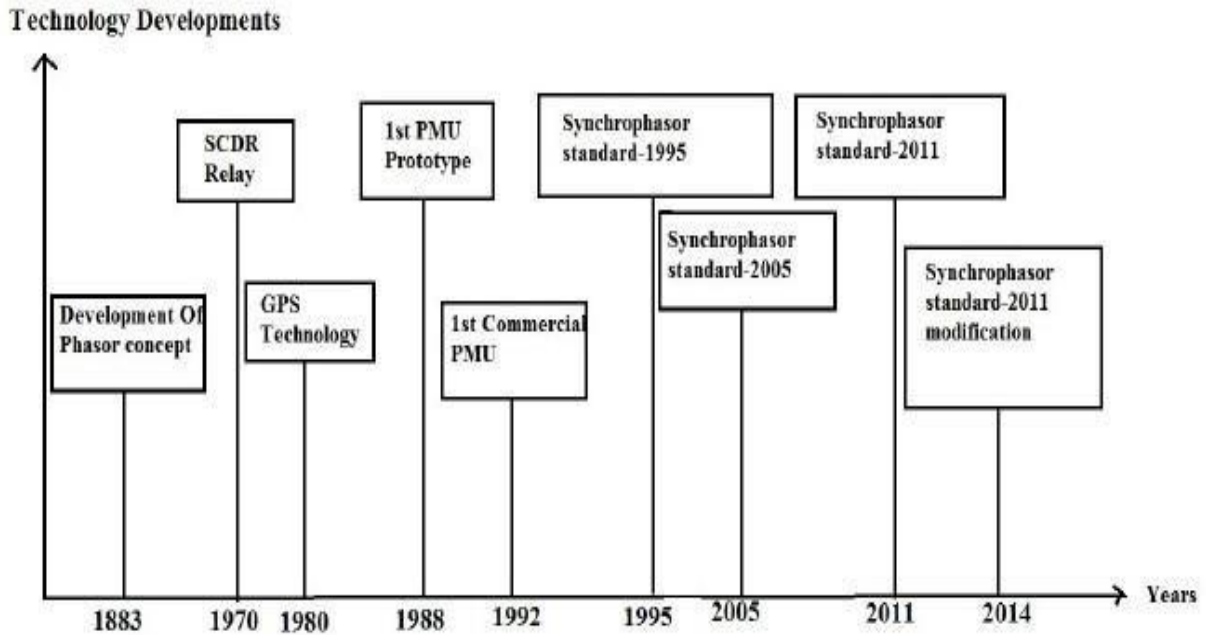 Technology Developments
SCDR
Relay
1st PMU
Prototype
Synchrophasor
standard-1995
Synchrophasor
standard-2011
Synchrophasor
standard-2005
Development Of
Phasor concept
GPS
Technology
1st Commercial
PMU
Synchrophasor
standard-2011
modification
Years
1883
1970
1980
1988
1992
1995
2005
2011
2014